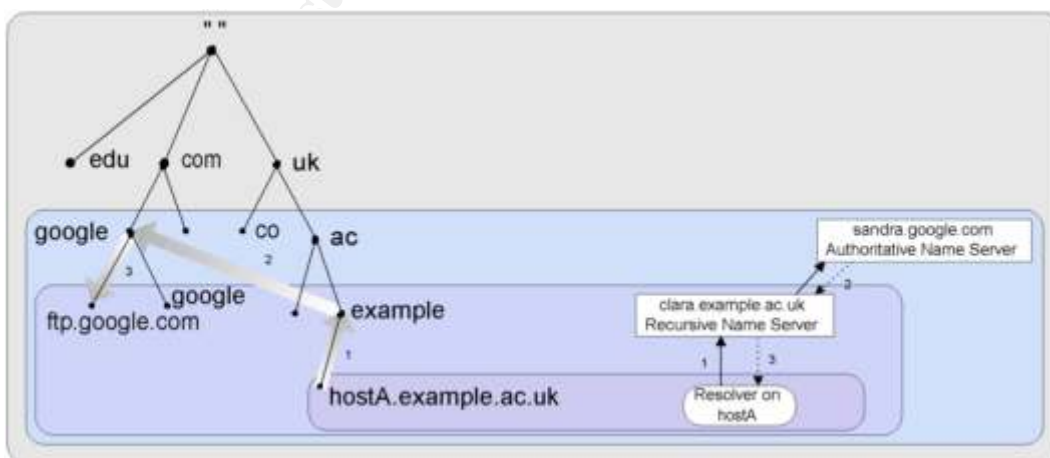 " "
edu
com
uk
google
co
ac
sandra.google.com
Authoritative Name Server
3
2
2
google
ftp.google.com
example
clara.example.ac.uk
Recursive Name Server
1
1
3
hostA.example.ac.uk
Resolver on
hostA